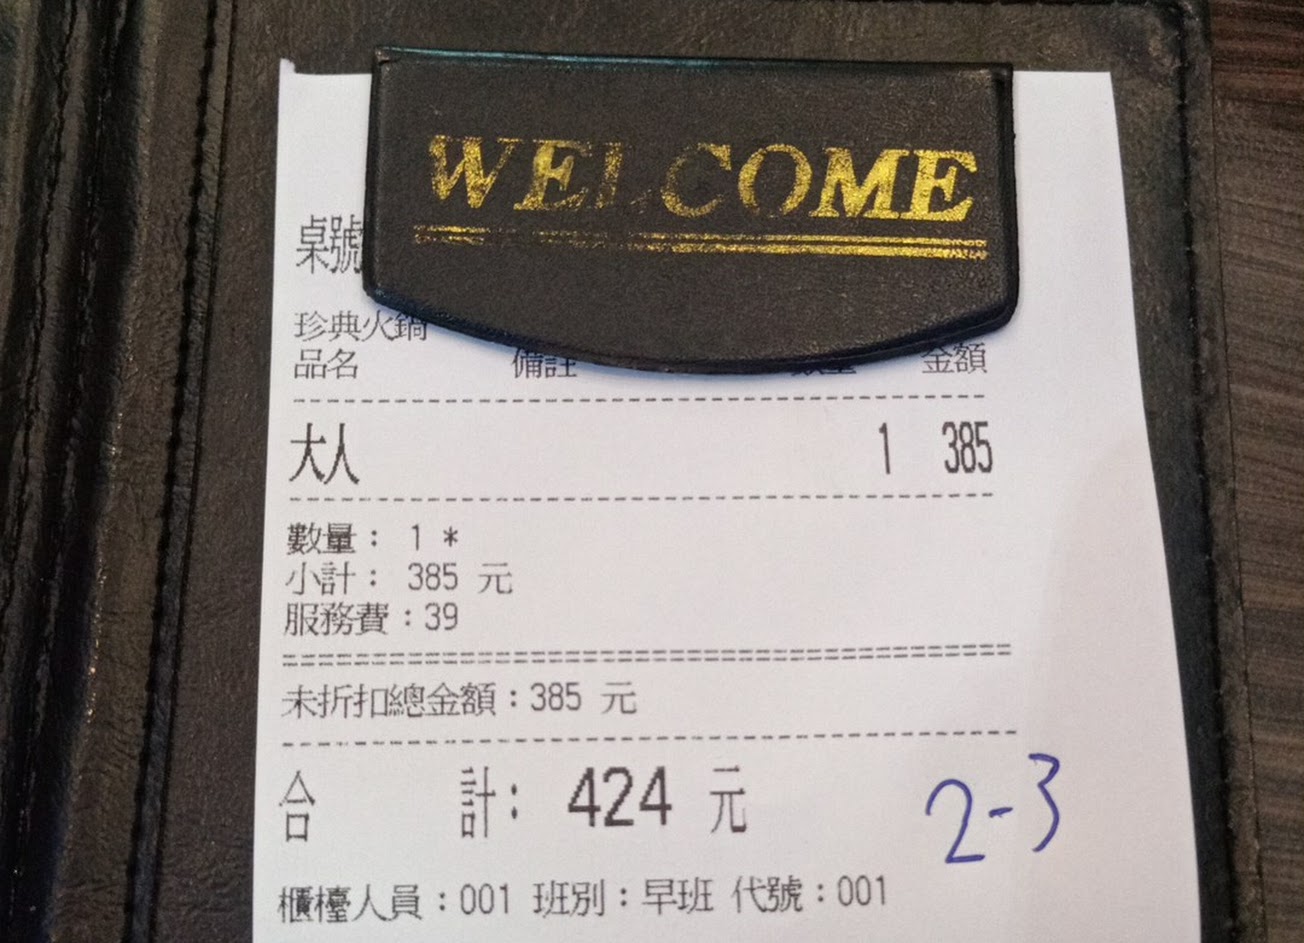 WELCOME
桌號
珍典火鍋
品名 備註 數量 金額
大人 1 385
數量： 1 *
小計： 385 元
服務費：39
未折扣總金額：385 元
合 計： 424 元
2-3
櫃檯人員：001 班別：早班 代號：001